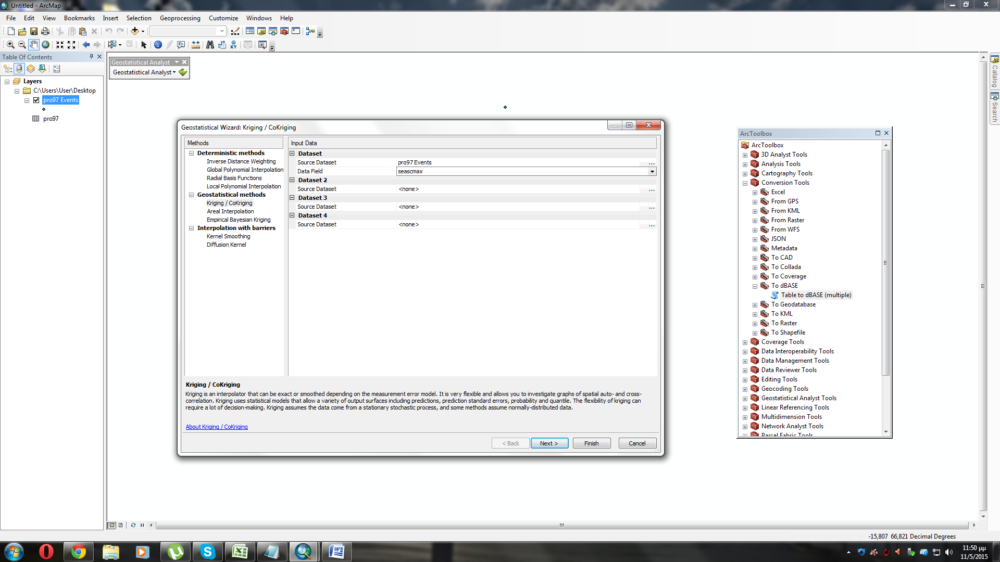 Untitled - ArcMap
File Edit View Bookmarks Insert Selection Geoprocessing Customize Windows Help
Table Of Contents
Layers
C:\Users\User\Desktop
pro97 Events
pro97
Geostatistical Analyst
Geostatistical Analyst
Catalog
Search
Geostatistical Wizard: Kriging / CoKriging
Methods
Deterministic methods
Inverse Distance Weighting
Global Polynomial Interpolation
Radial Basis Functions
Local Polynomial Interpolation
Geostatistical methods
Kriging / CoKriging
Areal Interpolation
Empirical Bayesian Kriging
Interpolation with barriers
Kernel Smoothing
Diffusion Kernel
Input Data
Dataset
Source Dataset pro97 Events ...
Data Field seascmax
Dataset 2
Source Dataset <none> ...
Dataset 3
Source Dataset <none> ...
Dataset 4
Source Dataset <none> ...
Kriging / CoKriging
Kriging is an interpolator that can be exact or smoothed depending on the measurement error model. It is very flexible and allows you to investigate graphs of spatial auto- and cross-
correlation. Kriging uses statistical models that allow a variety of output surfaces including predictions, prediction standard errors, probability and quantile. The flexibility of kriging can
require a lot of decision-making. Kriging assumes the data come from a stationary stochastic process, and some methods assume normally-distributed data.
About Kriging / CoKriging
< Back Next > Finish Cancel
ArcToolbox
ArcToolbox
3D Analyst Tools
Analysis Tools
Cartography Tools
Conversion Tools
Excel
From GPS
From KML
From Raster
From WFS
JSON
Metadata
To CAD
To Collada
To Coverage
To dBASE
Table to dBASE (multiple)
To Geodatabase
To KML
To Raster
To Shapefile
Coverage Tools
Data Interoperability Tools
Data Management Tools
Data Reviewer Tools
Editing Tools
Geocoding Tools
Geostatistical Analyst Tools
Linear Referencing Tools
Multidimension Tools
Network Analyst Tools
Parcel Fabric Tools
-15,807 66,821 Decimal Degrees
11:50 μμ
11/5/2015